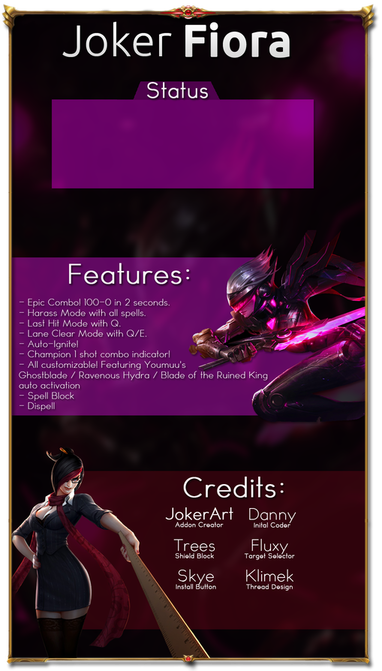 Joker Fiora
Status
Features:
- Epic Combo! 100-0 in 2 seconds.
- Harass Mode with all spells.
- Last Hit Mode with Q.
- Lane Clear Mode with Q/E.
- Auto-Ignite!
- Champion 1 shot combo indicator!
- All customizable! Featuring Youmuu's
Ghostblade / Ravenous Hydra / Blade of the Ruined King
auto activation
- Spell Block
- Dispell
Credits:
JokerArt Danny
Addon Creator Inital Coder
Trees Fluxy
Shield Block Target Selector
Skye Klimek
Install Button Thread Design